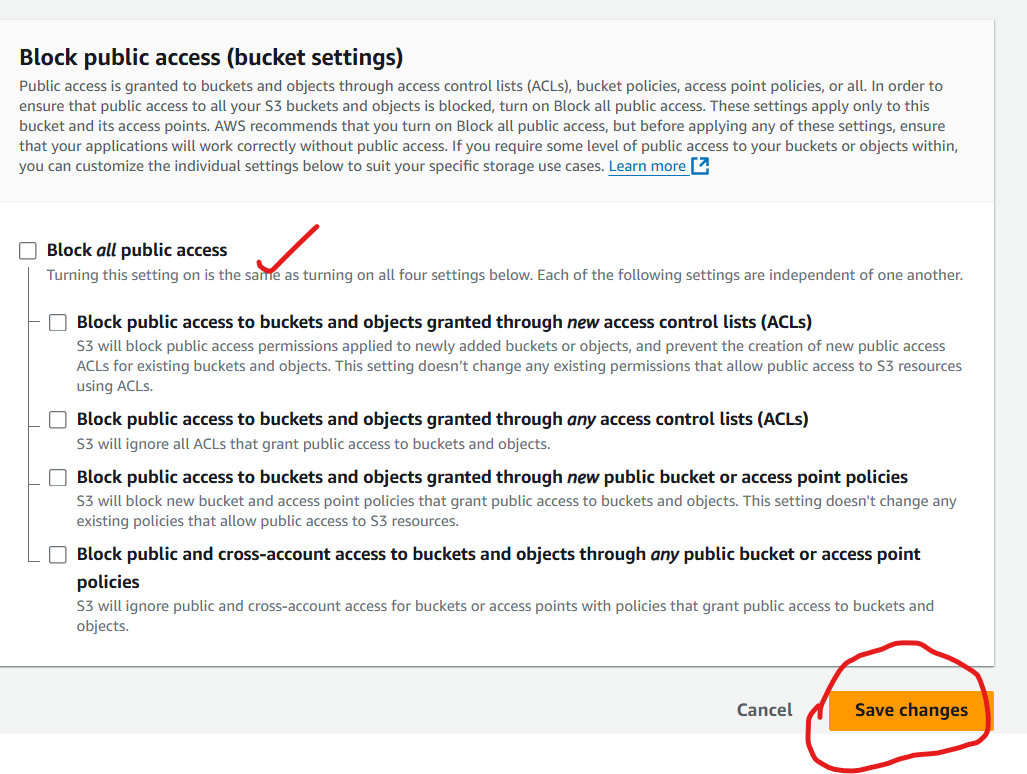 Block public access (bucket settings)
Public access is granted to buckets and objects through access control lists (ACLs), bucket policies, access point policies, or all. In order to
ensure that public access to all your S3 buckets and objects is blocked, turn on Block all public access. These settings apply only to this
bucket and its access points. AWS recommends that you turn on Block all public access, but before applying any of these settings, ensure
that your applications will work correctly without public access. If you require some level of public access to your buckets or objects within,
you can customize the individual settings below to suit your specific storage use cases. Learn more
Block all public access
Turning this setting on is the same as turning on all four settings below. Each of the following settings are independent of one another.
Block public access to buckets and objects granted through new access control lists (ACLs)
S3 will block public access permissions applied to newly added buckets or objects, and prevent the creation of new public access
ACLs for existing buckets and objects. This setting doesn't change any existing permissions that allow public access to S3 resources
using ACLs.
Block public access to buckets and objects granted through any access control lists (ACLs)
S3 will ignore all ACLs that grant public access to buckets and objects.
Block public access to buckets and objects granted through new public bucket or access point policies
S3 will block new bucket and access point policies that grant public access to buckets and objects. This setting doesn't change any
existing policies that allow public access to S3 resources.
Block public and cross-account access to buckets and objects through any public bucket or access point
policies
S3 will ignore public and cross-account access for buckets or access points with policies that grant public access to buckets and
objects.
Cancel Save changes